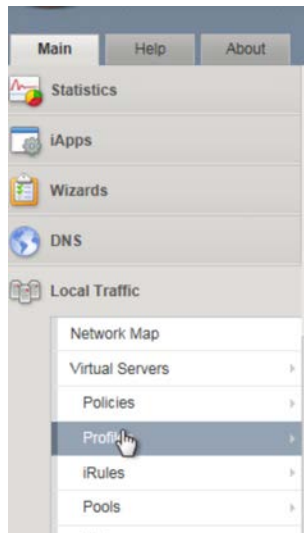 Main Help About
Statistics
iApps
Wizards
DNS
Local Traffic
Network Map
Virtual Servers
Policies
iRules
Pools